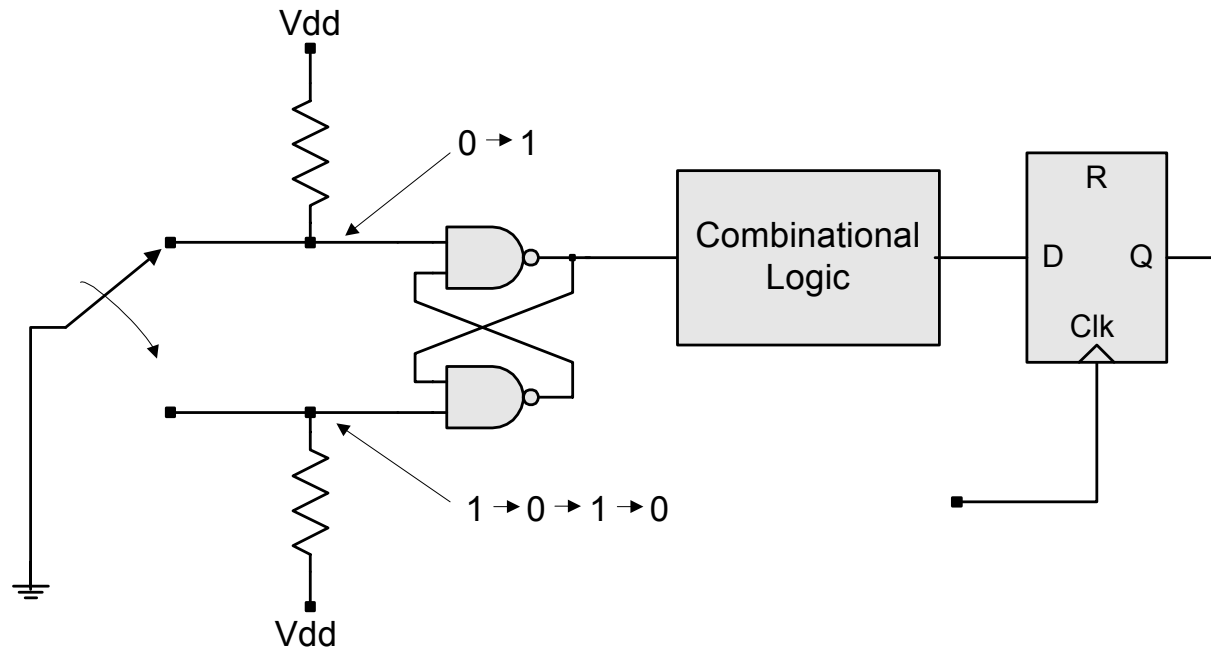 Vdd
0 → 1
Combinational
Logic
R
D
Q
Clk
1 → 0 → 1 → 0
Vdd